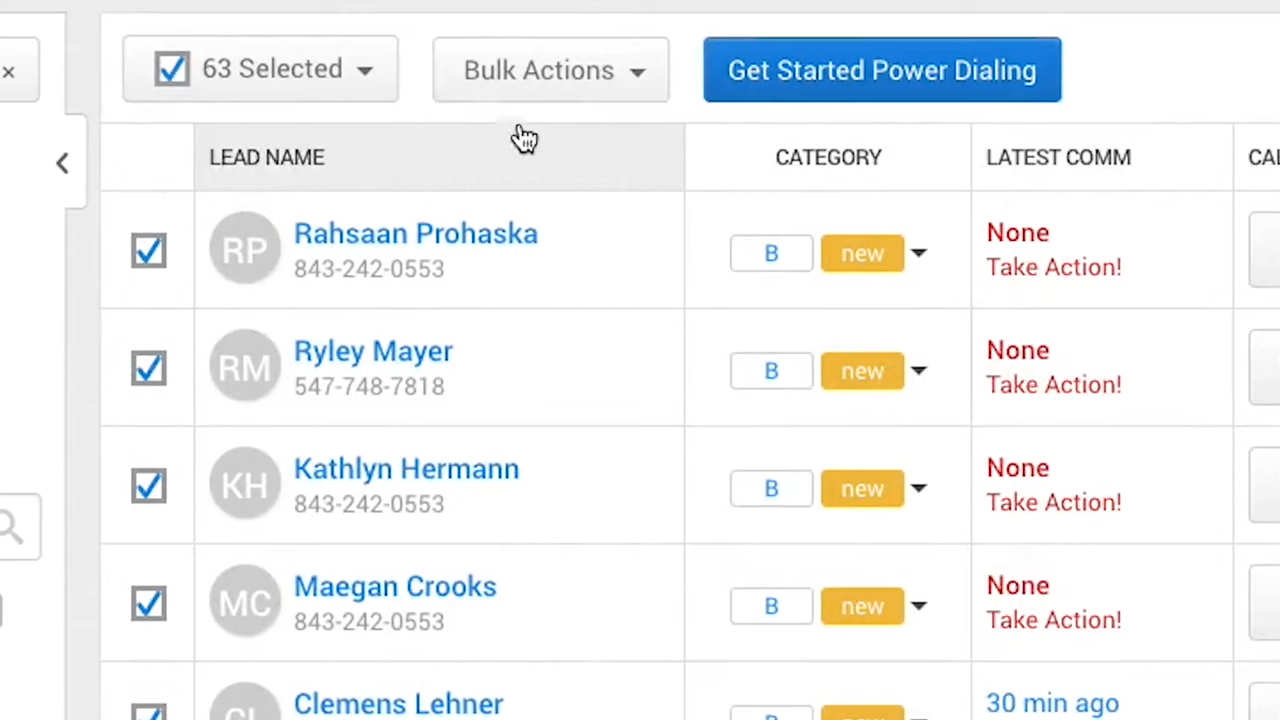 ×
63 Selected
Bulk Actions
Get Started Power Dialing
LEAD NAME
CATEGORY
LATEST COMM
RP
Rahsaan Prohaska
843-242-0553
B
new
None
Take Action!
RM
Ryley Mayer
547-748-7818
B
new
None
Take Action!
KH
Kathlyn Hermann
843-242-0553
B
new
None
Take Action!
MC
Maegan Crooks
843-242-0553
B
new
None
Take Action!
CL
Clemens Lehner
B
new
30 min ago